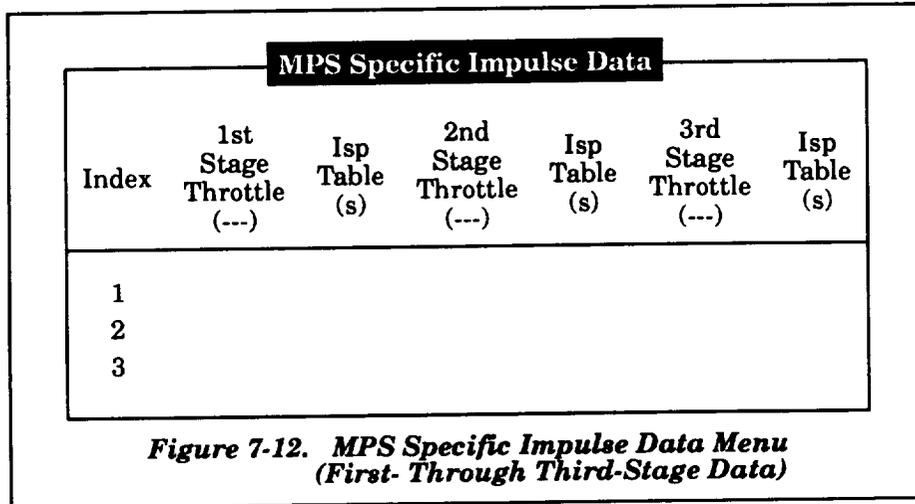 MPS Specific Impulse Data
Index 1st Stage Throttle (---) Isp Table (s) 2nd Stage Throttle (---) Isp Table (s) 3rd Stage Throttle (---) Isp Table (s)
1
2
3
Figure 7-12. MPS Specific Impulse Data Menu
(First- Through Third-Stage Data)